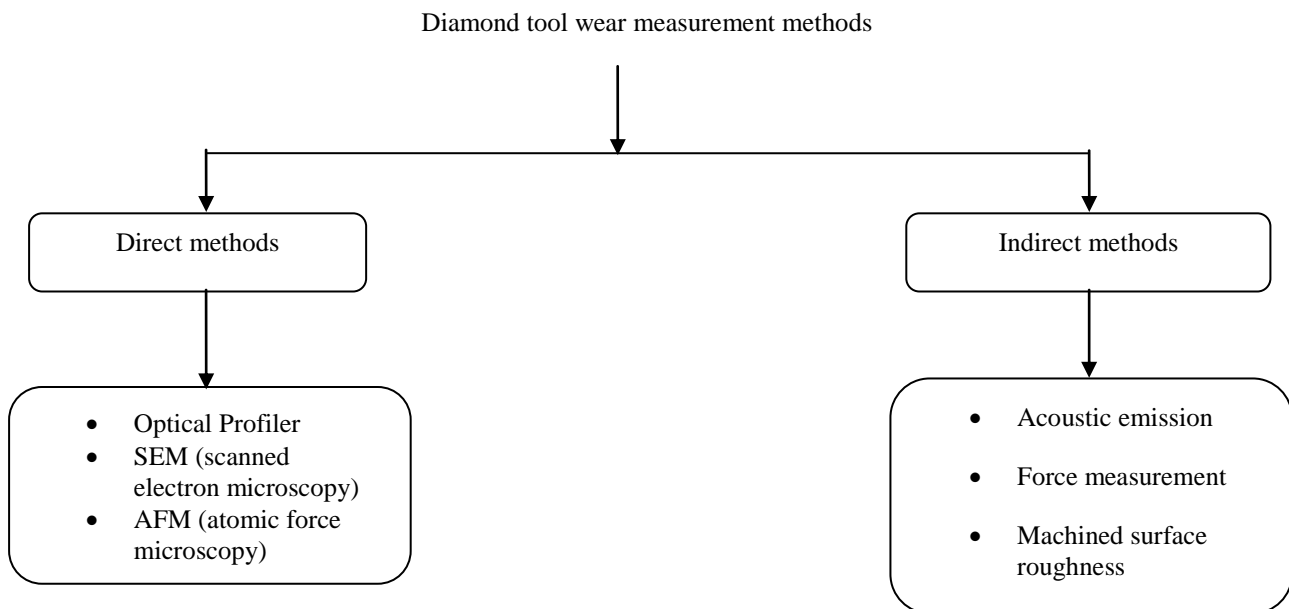 Diamond tool wear measurement methods
Direct methods
Indirect methods
• Optical Profiler
• SEM (scanned
electron microscopy)
• AFM (atomic force
microscopy)
• Acoustic emission
• Force measurement
• Machined surface
roughness